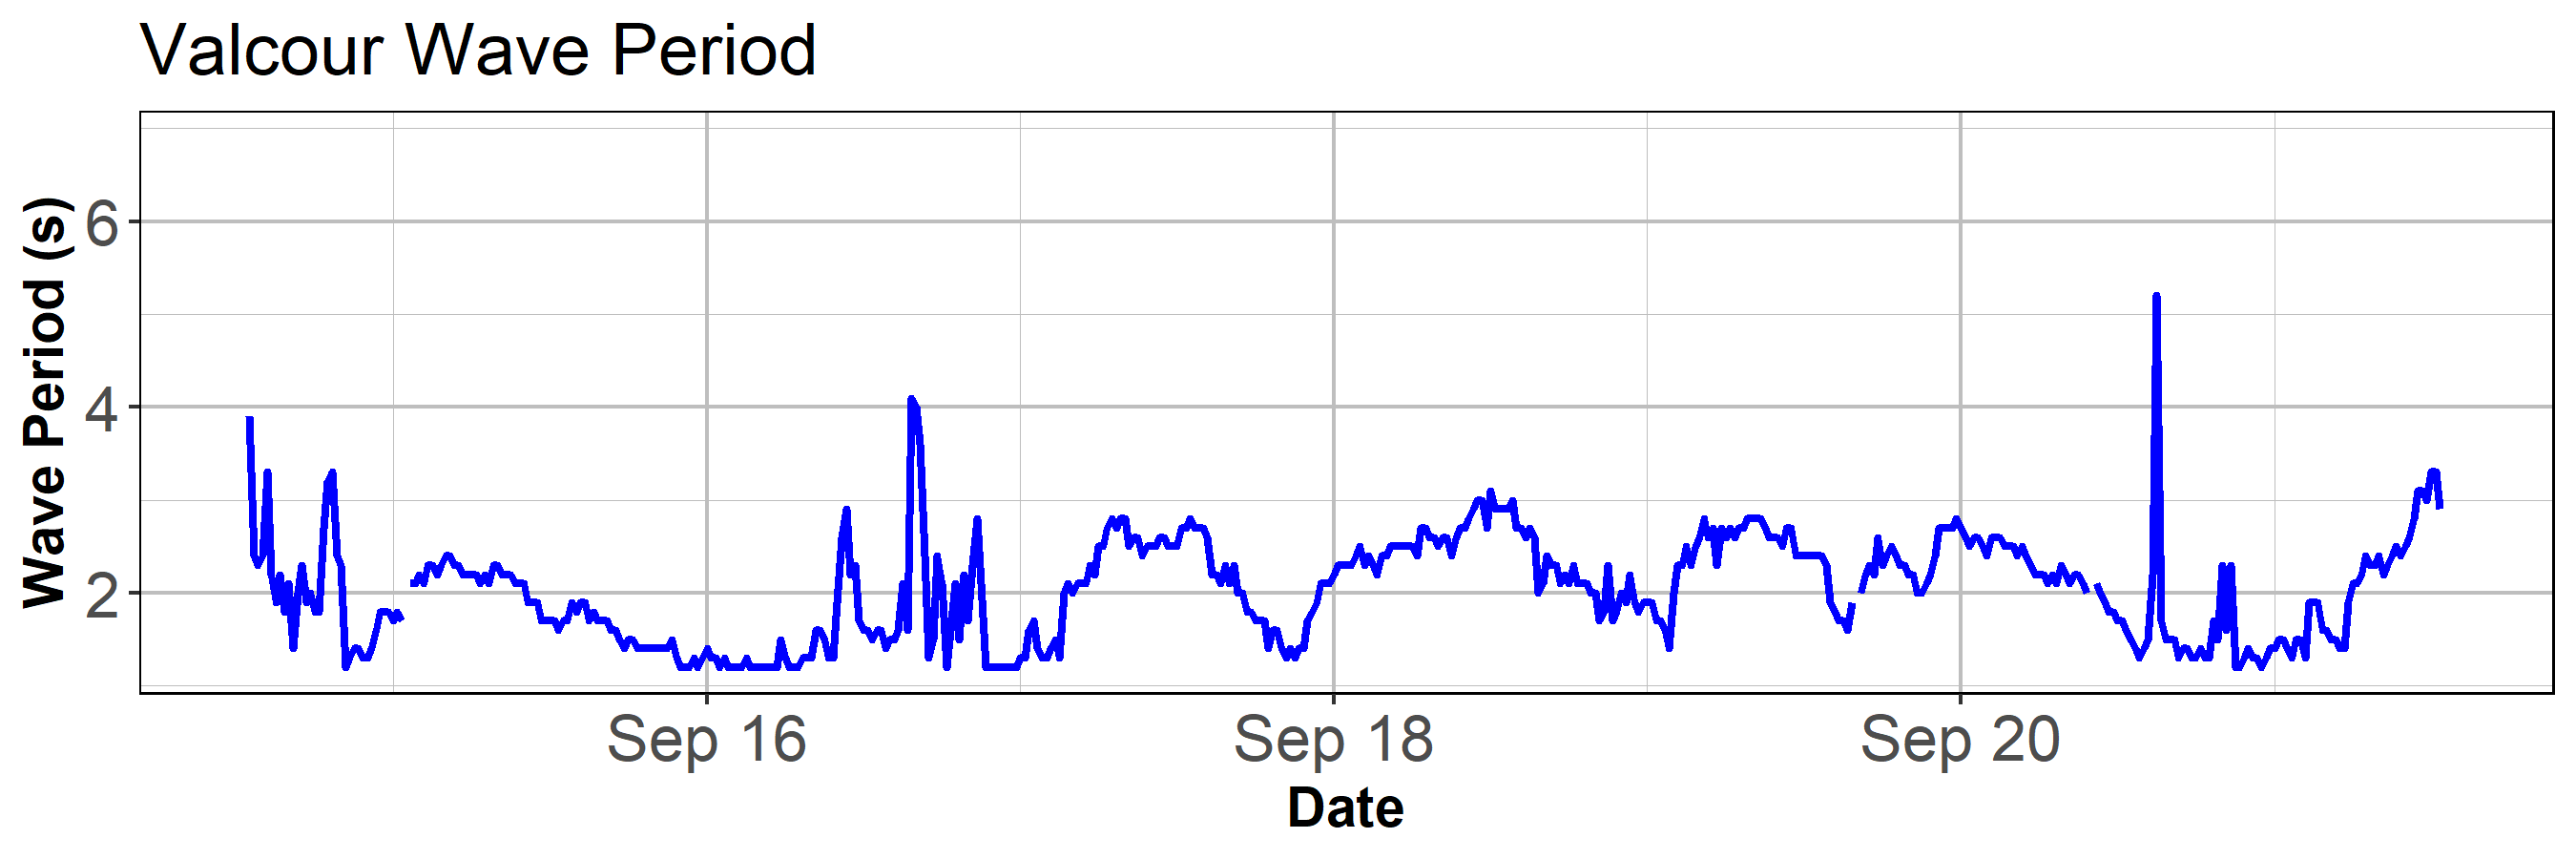 Valcour Wave Period
Wave Period (s)
6
4
2
Sep 16
Sep 18
Sep 20
Date